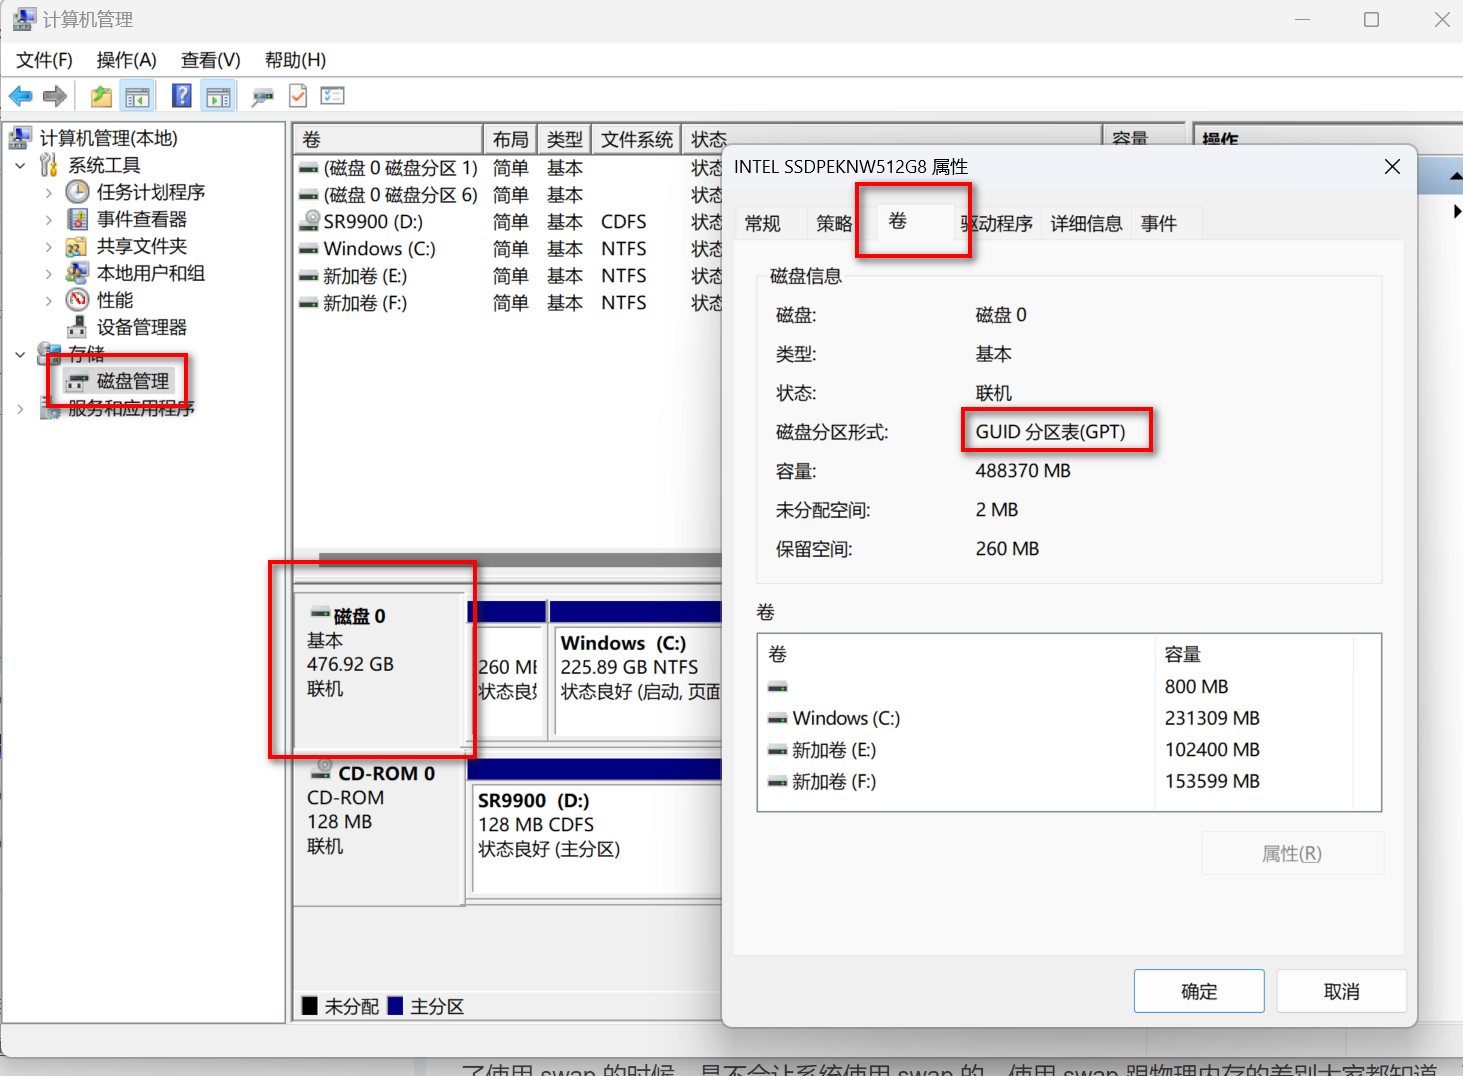 计算机管理
文件(F) 操作(A) 查看(V) 帮助(H)
计算机管理(本地)
系统工具
任务计划程序
事件查看器
共享文件夹
本地用户和组
性能
设备管理器
存储
磁盘管理
服务和应用程序
卷 布局 类型 文件系统 状态 容量 操作
(磁盘 0 磁盘分区 1) 简单 基本 状态
(磁盘 0 磁盘分区 6) 简单 基本 状态
SR9900 (D:) 简单 基本 CDFS 状态
Windows (C:) 简单 基本 NTFS 状态
新加卷 (E:) 简单 基本 NTFS 状态
新加卷 (F:) 简单 基本 NTFS 状态
磁盘 0
基本
476.92 GB
联机
260 ME
状态良好
Windows (C:)
225.89 GB NTFS
状态良好 (启动, 页面
CD-ROM 0
CD-ROM
128 MB
联机
SR9900 (D:)
128 MB CDFS
状态良好 (主分区)
未分配 主分区
INTEL SSDPEKNW512G8 属性
常规 策略 卷 驱动程序 详细信息 事件
磁盘信息
磁盘: 磁盘 0
类型: 基本
状态: 联机
磁盘分区形式: GUID 分区表(GPT)
容量: 488370 MB
未分配空间: 2 MB
保留空间: 260 MB
卷
卷 容量
800 MB
Windows (C:) 231309 MB
新加卷 (E:) 102400 MB
新加卷 (F:) 153599 MB
属性(R)
确定 取消
了使用 swap 的时候，是不会让系统使用 swap 的，使用 swap 跟物理内存的差别大家都知道